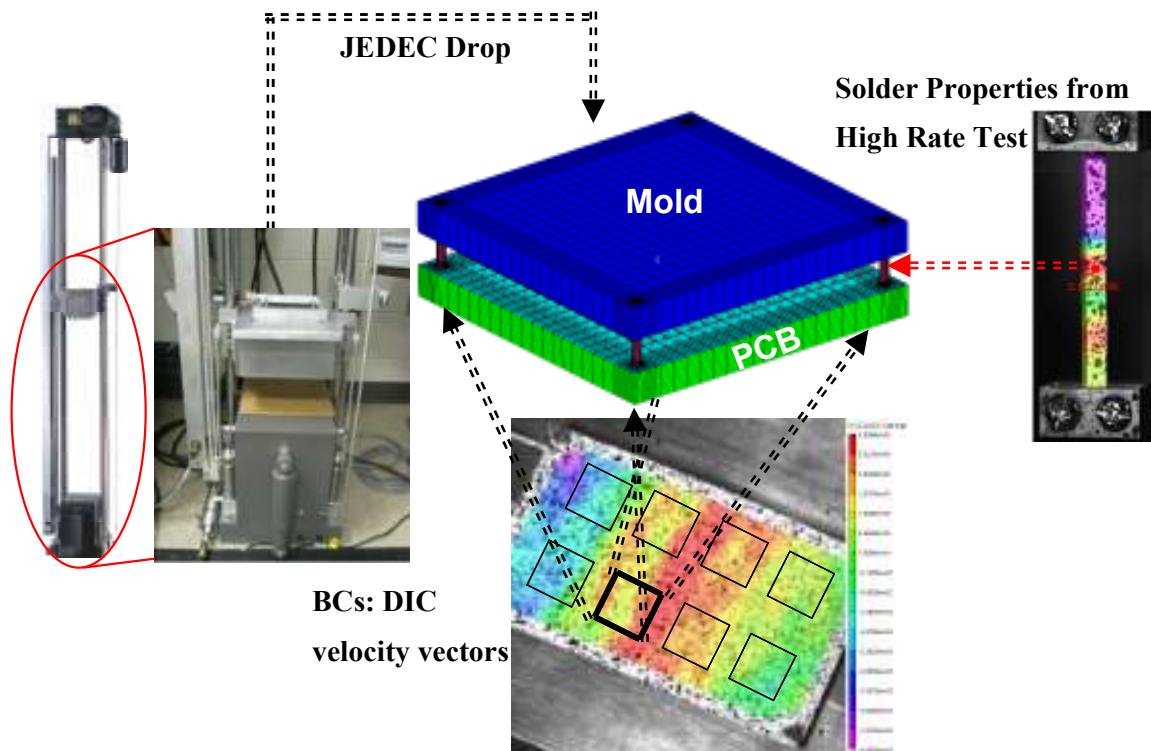 JEDEC Drop
Solder Properties from
High Rate Test
Mold
PCB
BCs: DIC
velocity vectors